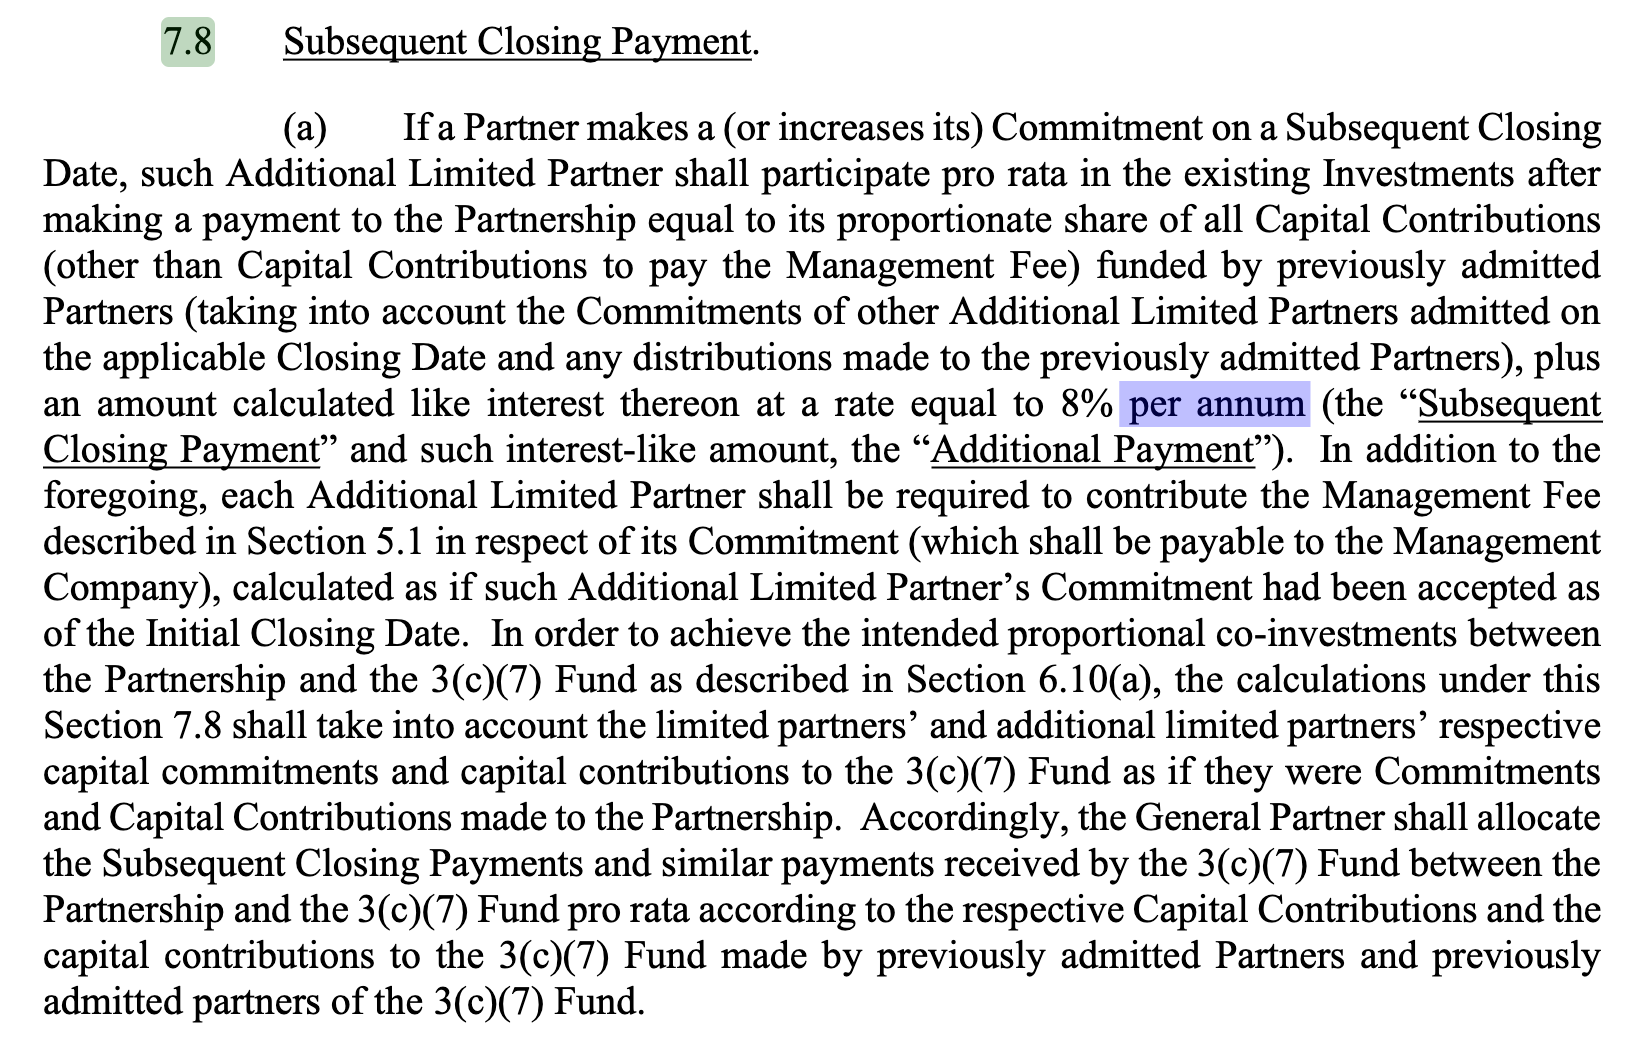 7.8 Subsequent Closing Payment.
(a) If a Partner makes a (or increases its) Commitment on a Subsequent Closing
Date, such Additional Limited Partner shall participate pro rata in the existing Investments after
making a payment to the Partnership equal to its proportionate share of all Capital Contributions
(other than Capital Contributions to pay the Management Fee) funded by previously admitted
Partners (taking into account the Commitments of other Additional Limited Partners admitted on
the applicable Closing Date and any distributions made to the previously admitted Partners), plus
an amount calculated like interest thereon at a rate equal to 8% per annum (the “Subsequent
Closing Payment” and such interest-like amount, the “Additional Payment”). In addition to the
foregoing, each Additional Limited Partner shall be required to contribute the Management Fee
described in Section 5.1 in respect of its Commitment (which shall be payable to the Management
Company), calculated as if such Additional Limited Partner’s Commitment had been accepted as
of the Initial Closing Date. In order to achieve the intended proportional co-investments between
the Partnership and the 3(c)(7) Fund as described in Section 6.10(a), the calculations under this
Section 7.8 shall take into account the limited partners’ and additional limited partners’ respective
capital commitments and capital contributions to the 3(c)(7) Fund as if they were Commitments
and Capital Contributions made to the Partnership. Accordingly, the General Partner shall allocate
the Subsequent Closing Payments and similar payments received by the 3(c)(7) Fund between the
Partnership and the 3(c)(7) Fund pro rata according to the respective Capital Contributions and the
capital contributions to the 3(c)(7) Fund made by previously admitted Partners and previously
admitted partners of the 3(c)(7) Fund.